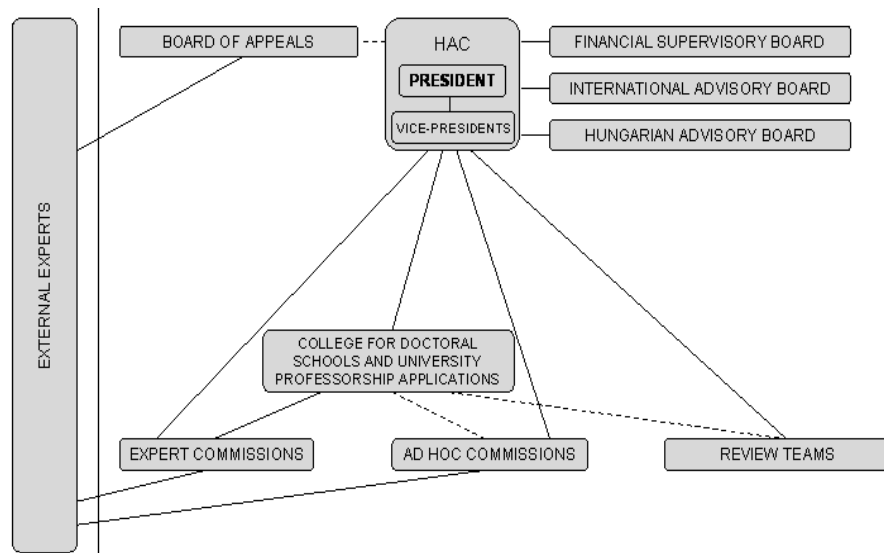 BOARD OF APPEALS
HAC
PRESIDENT
VICE-PRESIDENTS
FINANCIAL SUPERVISORY BOARD
INTERNATIONAL ADVISORY BOARD
HUNGARIAN ADVISORY BOARD
EXTERNAL EXPERTS
COLLEGE FOR DOCTORAL
SCHOOLS AND UNIVERSITY
PROFESSORSHIP APPLICATIONS
EXPERT COMMISSIONS
AD HOC COMMISSIONS
REVIEW TEAMS